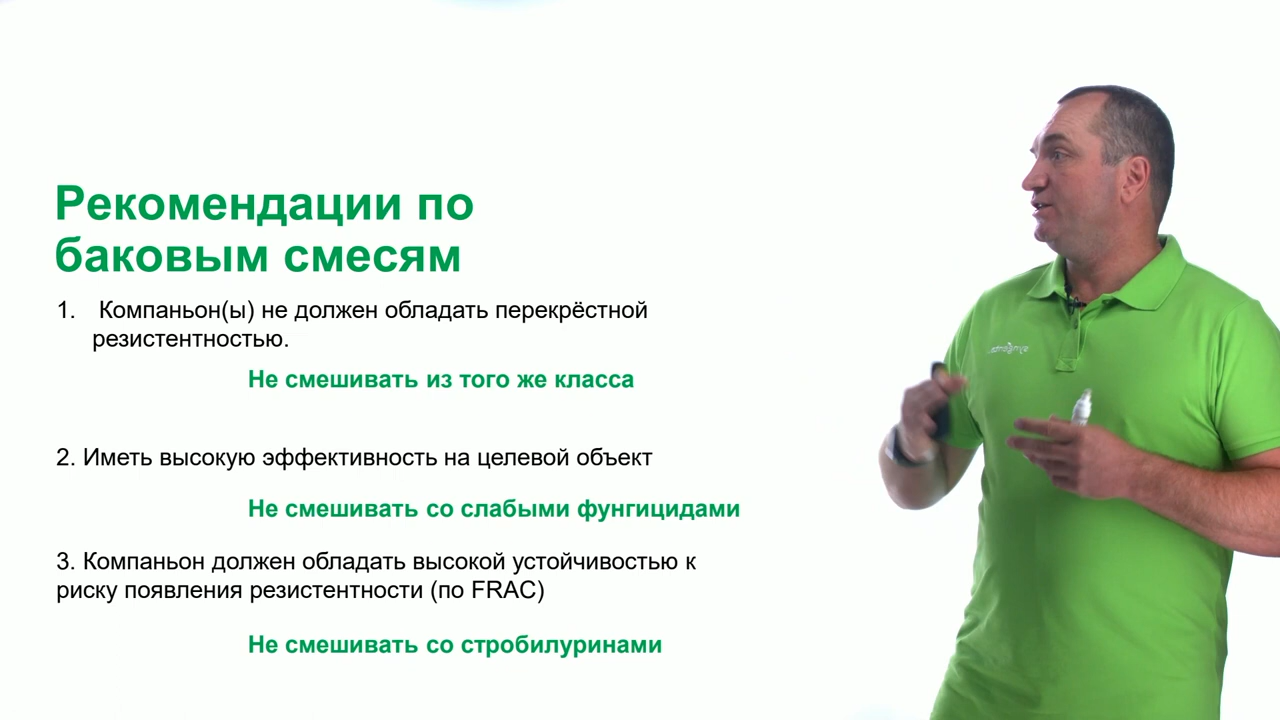 Рекомендации по
баковым смесям
1. Компаньон(ы) не должен обладать перекрёстной
резистентностью.
Не смешивать из того же класса
2. Иметь высокую эффективность на целевой объект
Не смешивать со слабыми фунгицидами
3. Компаньон должен обладать высокой устойчивостью к
риску появления резистентности (по FRAC)
Не смешивать со стробилуринами